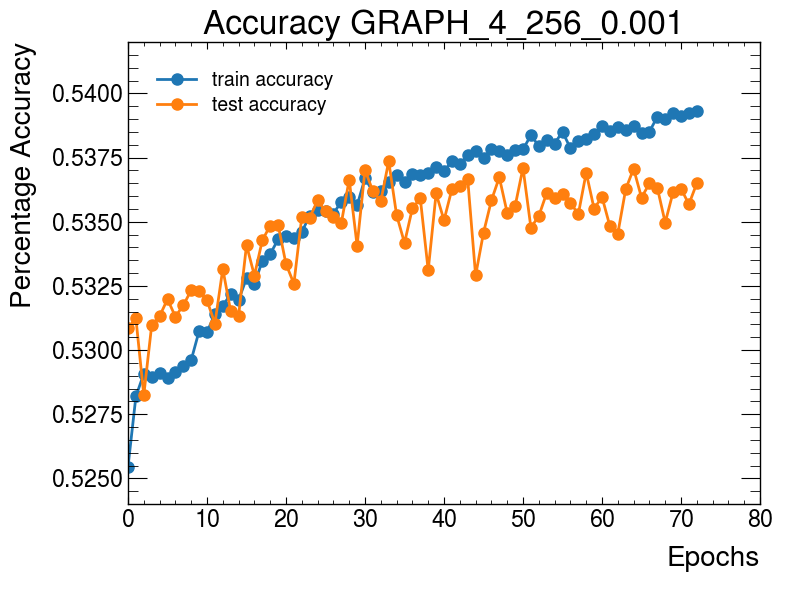 Accuracy GRAPH_4_256_0.001
Percentage Accuracy
train accuracy
test accuracy
0.5400
0.5375
0.5350
0.5325
0.5300
0.5275
0.5250
0 10 20 30 40 50 60 70 80
Epochs